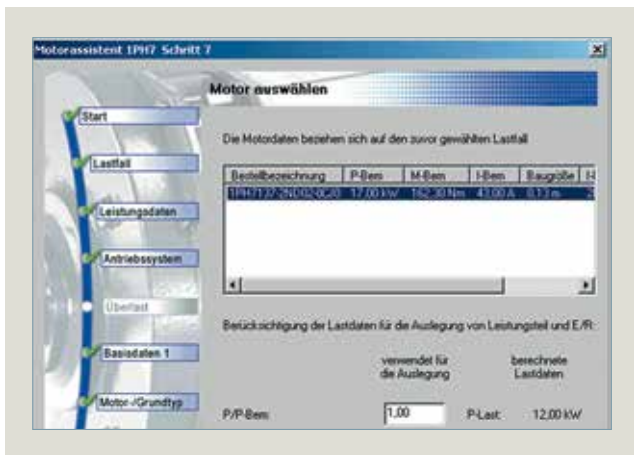 Motorassistent 1PH7 Schritt 7
Motor auswählen
Start
Lastfall
Leistungsdaten
Antriebssystem
Überlast
Basisdaten 1
Motor-/Grundtyp
Die Motordaten beziehen sich auf den zuvor gewählten Lastfall
Bestellbezeichnung P-Bem M-Bem I-Bem Baugröße
17,00 kW 162,30 Nm 43,00 A 0,13 m
Berücksichtigung der Lastdaten für die Auslegung von Leistungsteil und E/R:
verwendet für die Auslegung
berechnete Lastdaten
P/P-Bem: 1,00 P-Last: 12,00 kW